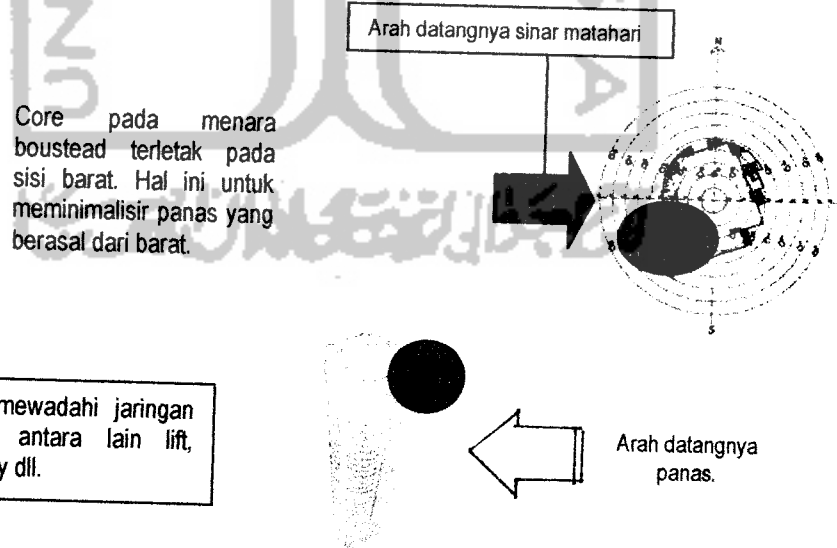 Arah datangnya sinar matahari
N
Core pada menara
boustead terletak pada
sisi barat. Hal ini untuk
meminimalisir panas yang
berasal dari barat.
S
mewadahi jaringan
antara lain lift,
dll.
Arah datangnya
panas.